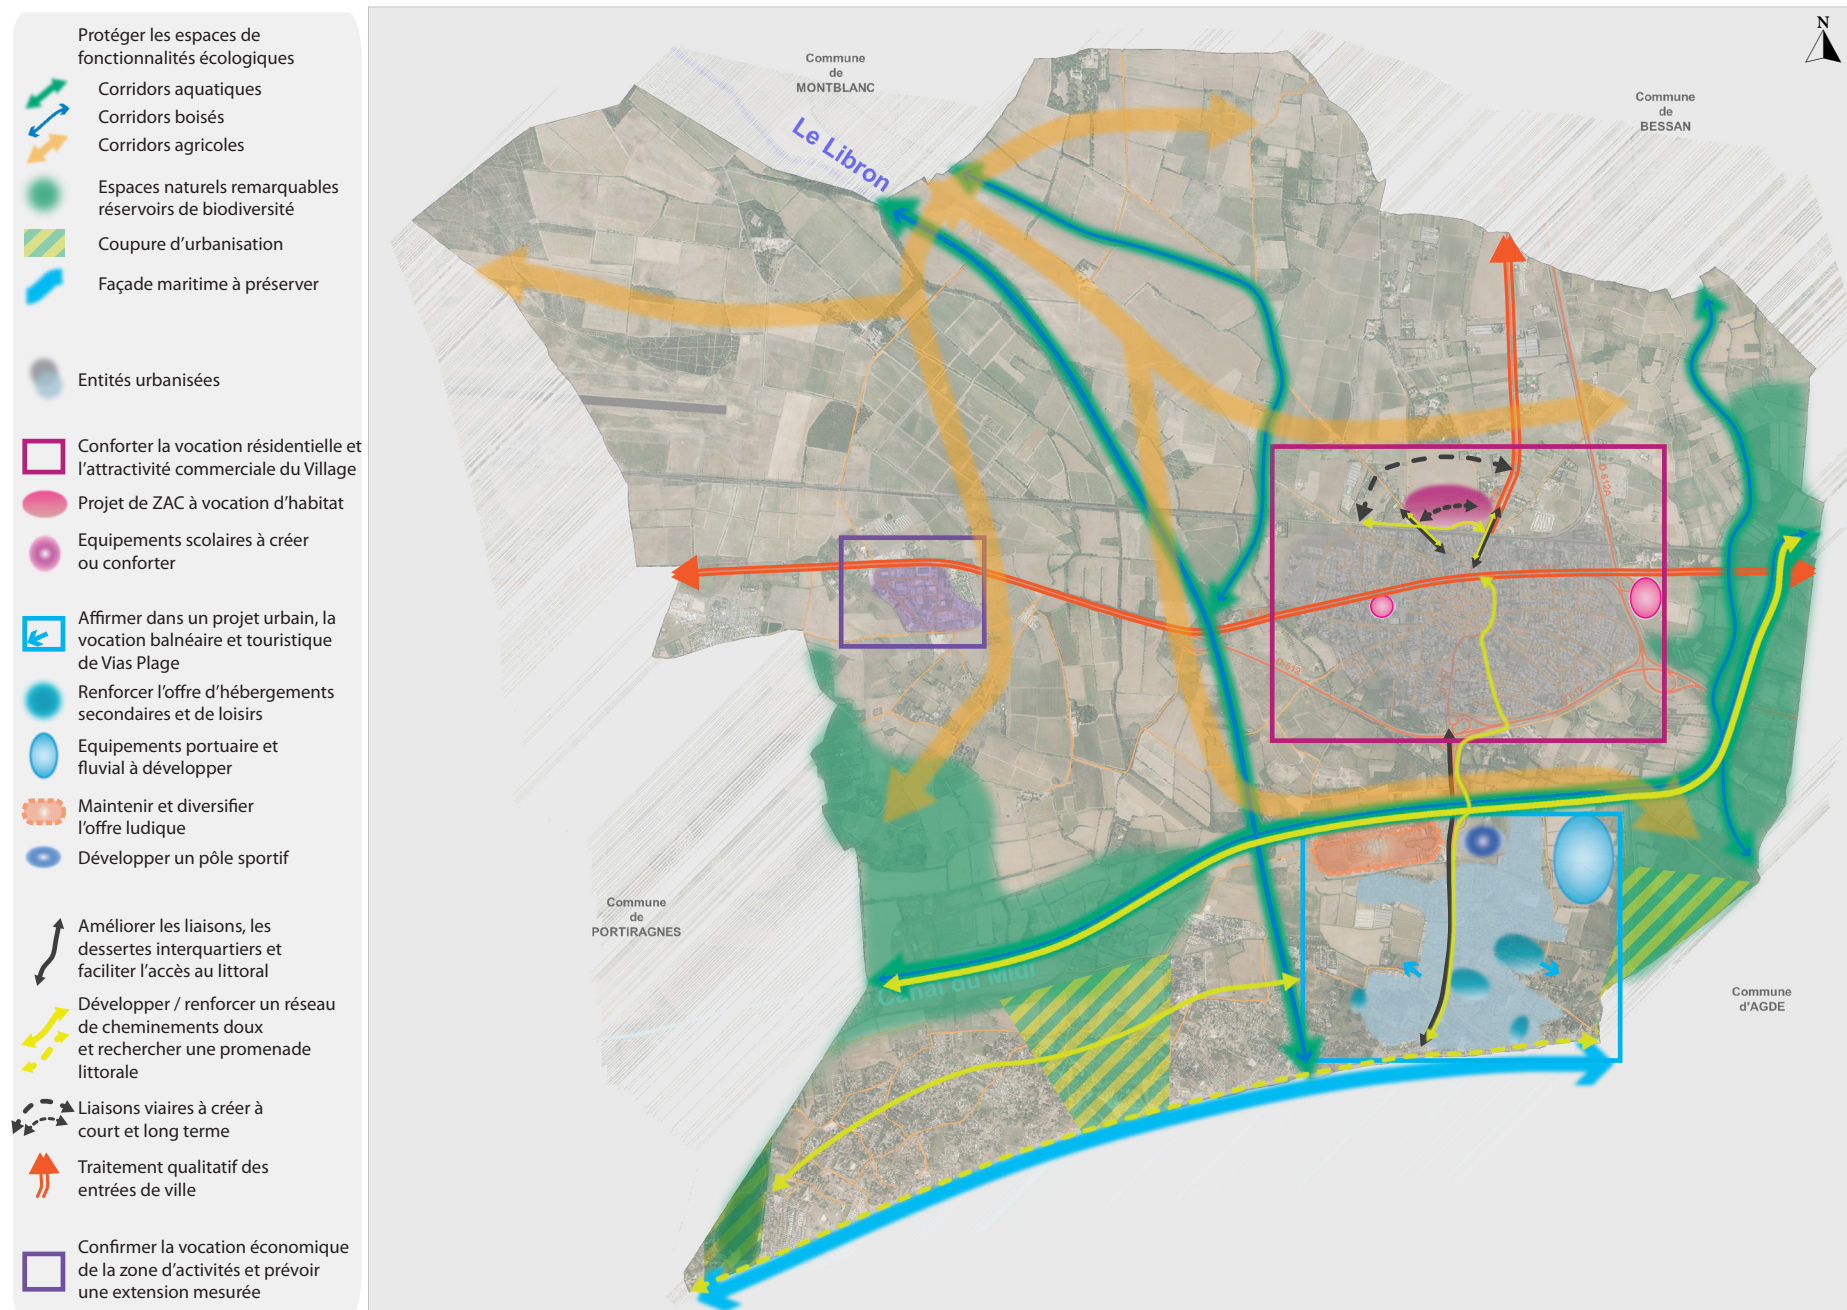 Protéger les espaces de
fonctionnalités écologiques
Corridors aquatiques
Corridors boisés
Corridors agricoles
Espaces naturels remarquables
réservoirs de biodiversité
Coupure d'urbanisation
Façade maritime à préserver
Entités urbanisées
Conforter la vocation résidentielle et
l'attractivité commerciale du Village
Projet de ZAC à vocation d'habitat
Equipements scolaires à créer
ou conforter
Affirmer dans un projet urbain, la
vocation balnéaire et touristique
de Vias Plage
Renforcer l'offre d'hébergements
secondaires et de loisirs
Equipements portuaire et
fluvial à développer
Maintenir et diversifier
l'offre ludique
Développer un pôle sportif
Améliorer les liaisons, les
dessertes interquartiers et
faciliter l'accès au littoral
Développer / renforcer un réseau
de cheminements doux
et rechercher une promenade
littorale
Liaisons viaires à créer à
court et long terme
Traitement qualitatif des
entrées de ville
Confirmer la vocation économique
de la zone d'activités et prévoir
une extension mesurée
N
Commune
de
MONTBLANC
Commune
de
BESSAN
Le Libron
D 612A
D 612
Commune
de
PORTIRAGNES
Canal du Midi
Commune
d'AGDE